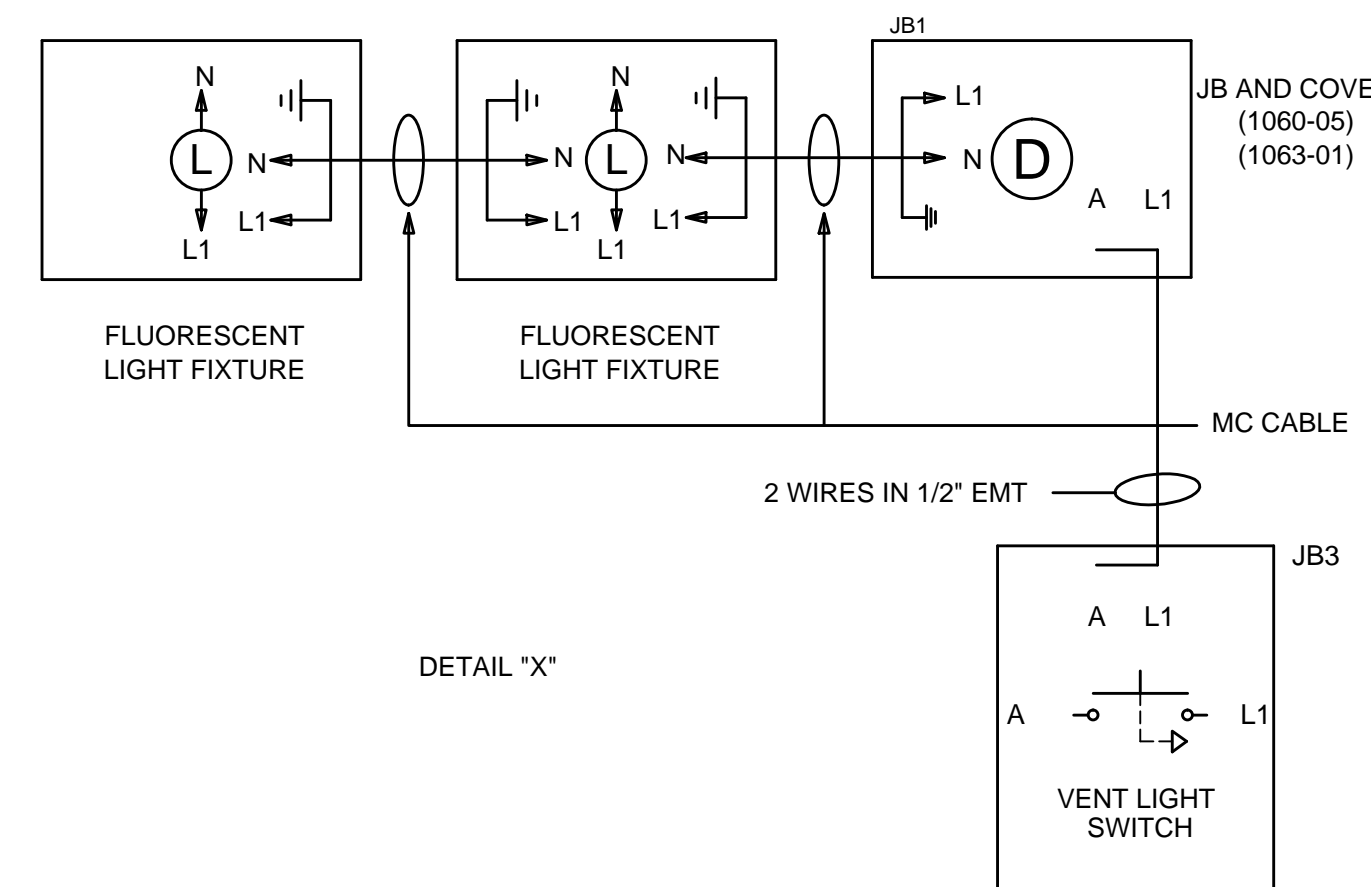 JB1
N
L
N
L1
L1
N
L1
N
L
L1
N
L1
L1
N
D
A L1
JB AND COVE
(1060-05)
(1063-01)
FLUORESCENT
LIGHT FIXTURE
FLUORESCENT
LIGHT FIXTURE
MC CABLE
2 WIRES IN 1/2" EMT
JB3
A L1
A L1
VENT LIGHT
SWITCH
DETAIL "X"